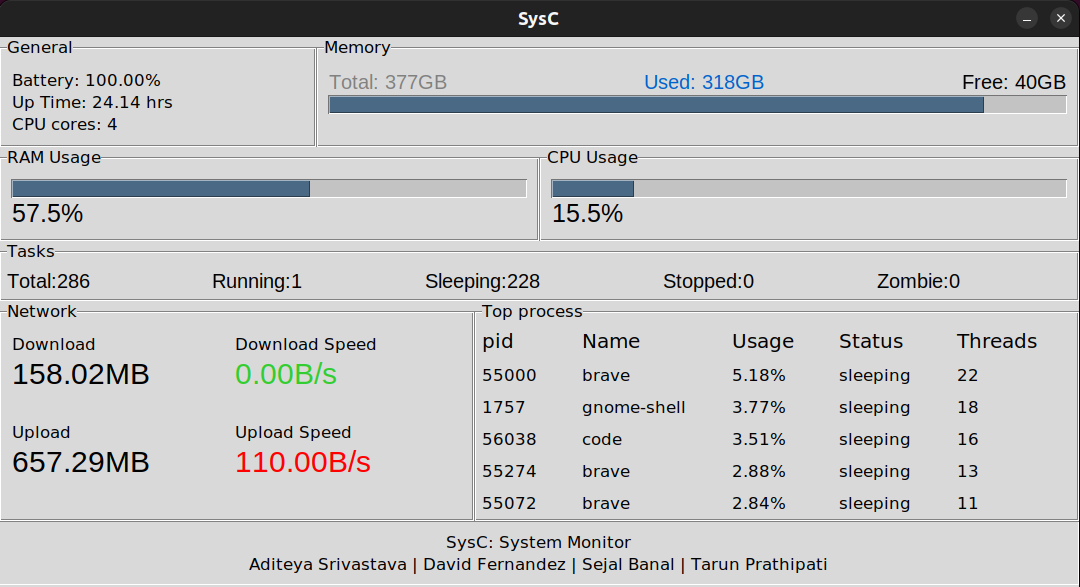 SysC
General
Battery: 100.00%
Up Time: 24.14 hrs
CPU cores: 4
Memory
Total: 377GB Used: 318GB Free: 40GB
RAM Usage
57.5%
CPU Usage
15.5%
Tasks
Total:286 Running:1 Sleeping:228 Stopped:0 Zombie:0
Network
Download Download Speed
158.02MB 0.00B/s
Upload Upload Speed
657.29MB 110.00B/s
Top process
pid Name Usage Status Threads
55000 brave 5.18% sleeping 22
1757 gnome-shell 3.77% sleeping 18
56038 code 3.51% sleeping 16
55274 brave 2.88% sleeping 13
55072 brave 2.84% sleeping 11
SysC: System Monitor
Aditeya Srivastava | David Fernandez | Sejal Banal | Tarun Prathipati